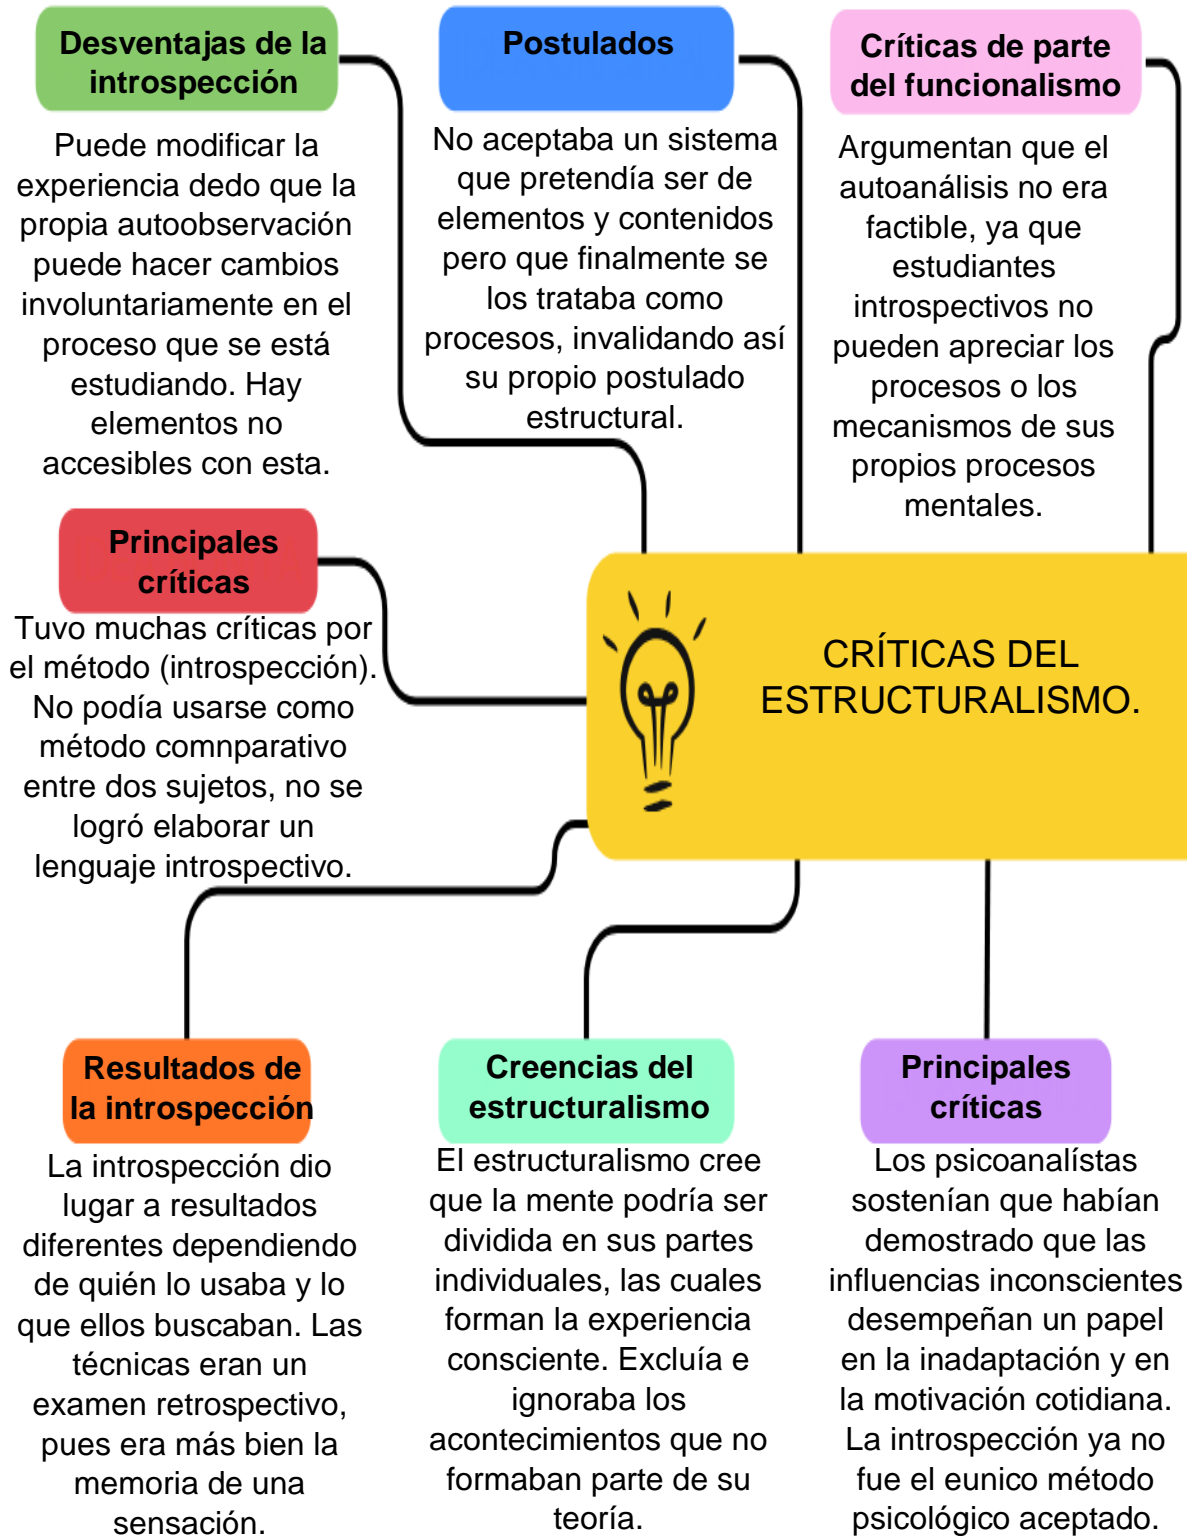 Desventajas de la
introspección
Puede modificar la
experiencia dedo que la
propia autoobservación
puede hacer cambios
involuntariamente en el
proceso que se está
estudiando. Hay
elementos no
accesibles con esta.
Postulados
No aceptaba un sistema
que pretendía ser de
elementos y contenidos
pero que finalmente se
los trataba como
procesos, invalidando así
su propio postulado
estructural.
Críticas de parte
del funcionalismo
Argumentan que el
autoanálisis no era
factible, ya que
estudiantes
introspectivos no
pueden apreciar los
procesos o los
mecanismos de sus
propios procesos
mentales.
Principales
críticas
Tuvo muchas críticas por
el método (introspección).
No podía usarse como
método comnparativo
entre dos sujetos, no se
logró elaborar un
lenguaje introspectivo.
CRÍTICAS DEL
ESTRUCTURALISMO.
Resultados de
la introspección
La introspección dio
lugar a resultados
diferentes dependiendo
de quién lo usaba y lo
que ellos buscaban. Las
técnicas eran un
examen retrospectivo,
pues era más bien la
memoria de una
sensación.
Creencias del
estructuralismo
El estructuralismo cree
que la mente podría ser
dividida en sus partes
individuales, las cuales
forman la experiencia
consciente. Excluía e
ignoraba los
acontecimientos que no
formaban parte de su
teoría.
Principales
críticas
Los psicoanalístas
sostenían que habían
demostrado que las
influencias inconscientes
desempeñan un papel
en la inadaptación y en
la motivación cotidiana.
La introspección ya no
fue el eunico método
psicológico aceptado.